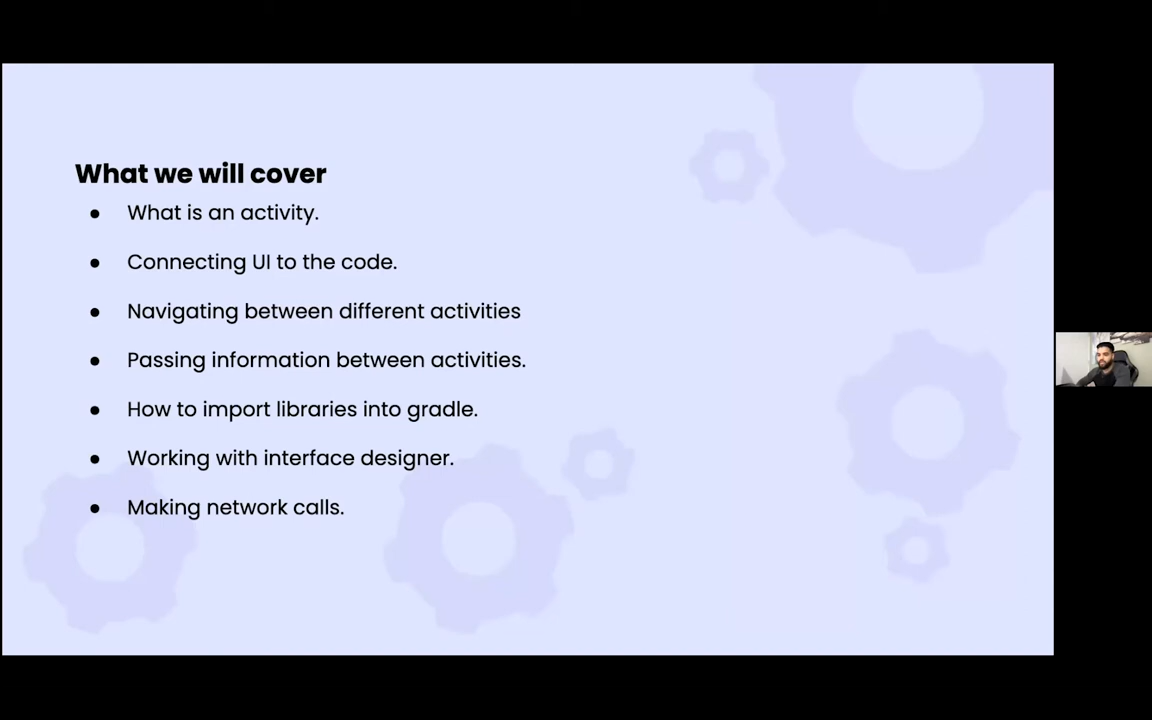 What we will cover
● What is an activity.
● Connecting UI to the code.
● Navigating between different activities
● Passing information between activities.
● How to import libraries into gradle.
● Working with interface designer.
● Making network calls.